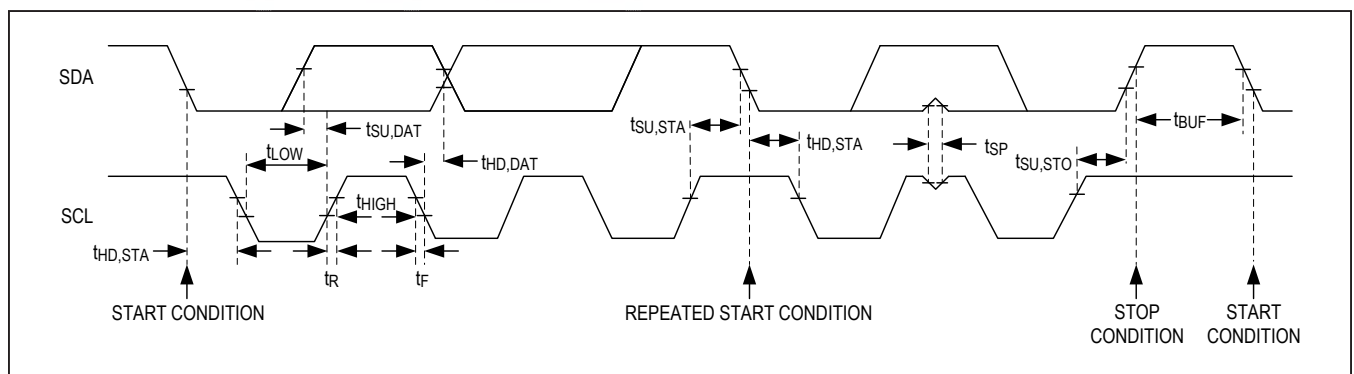 SDA
tSU,DAT
tLOW
tHD,DAT
tSU,STA
tHD,STA
tSP
tBUF
tSU,STO
SCL
tHIGH
tHD,STA
tR
tF
START CONDITION
REPEATED START CONDITION
STOP
CONDITION
START
CONDITION